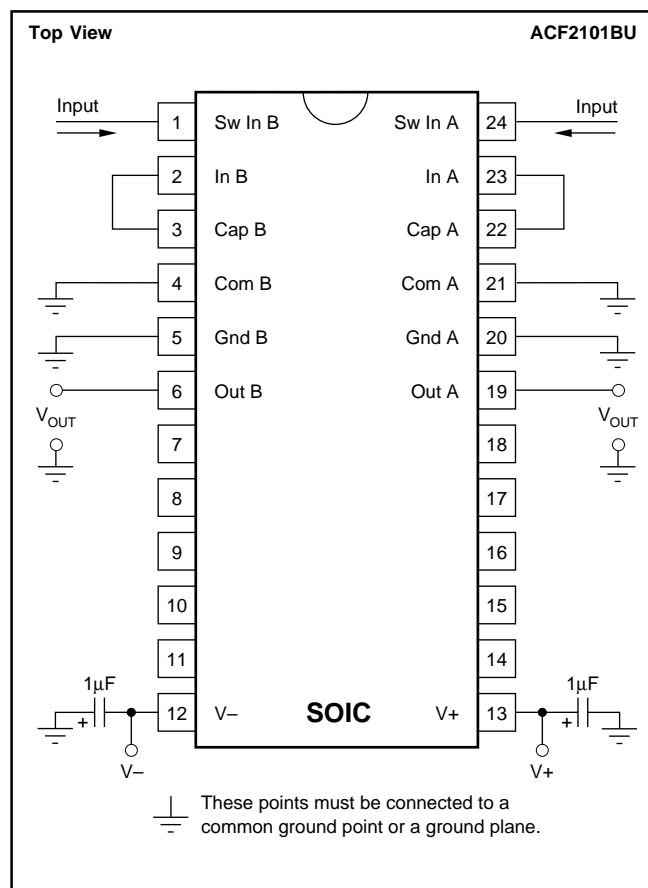 Top View ACF2101BU
Input Input
1 Sw In B Sw In A 24
2 In B In A 23
3 Cap B Cap A 22
4 Com B Com A 21
5 Gnd B Gnd A 20
6 Out B Out A 19
VOUT VOUT
7 18
8 17
9 16
10 15
11 14
1µF 1µF
+ 12 V– SOIC V+ 13 +
V– V+
These points must be connected to a
common ground point or a ground plane.